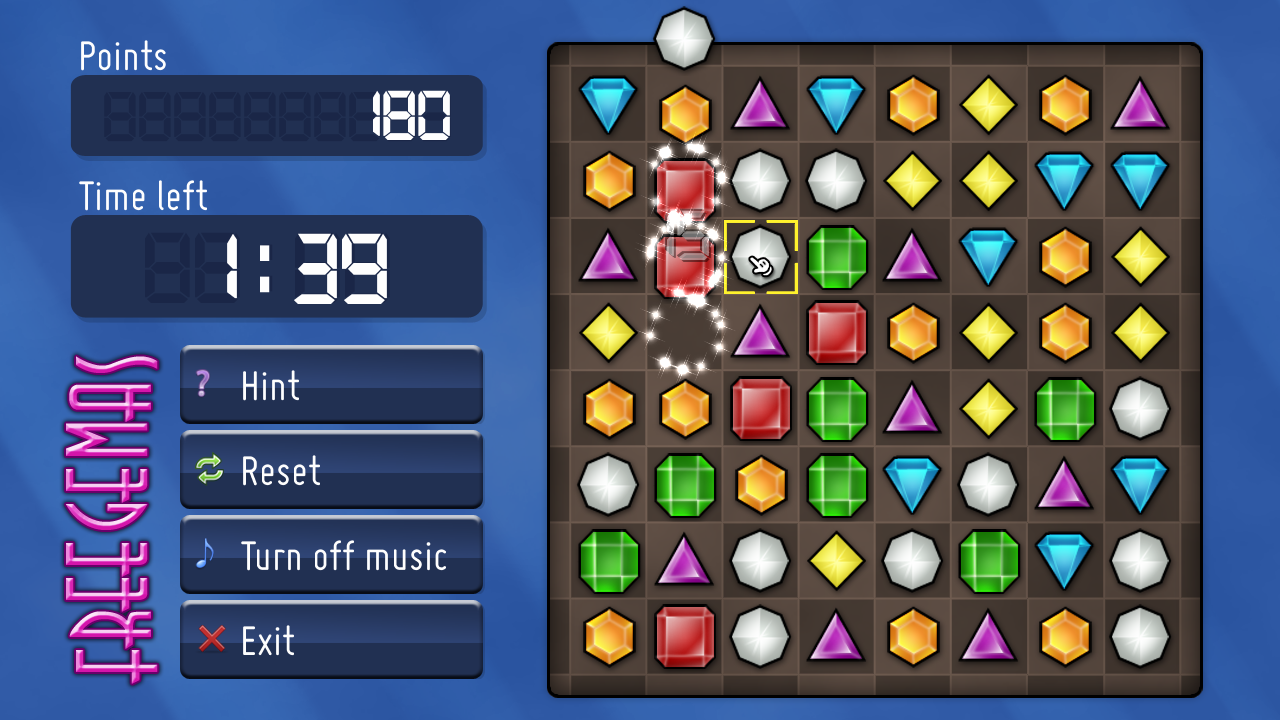 Points
180
Time left
1:39
FREEGEMAS
Hint
Reset
Turn off music
Exit